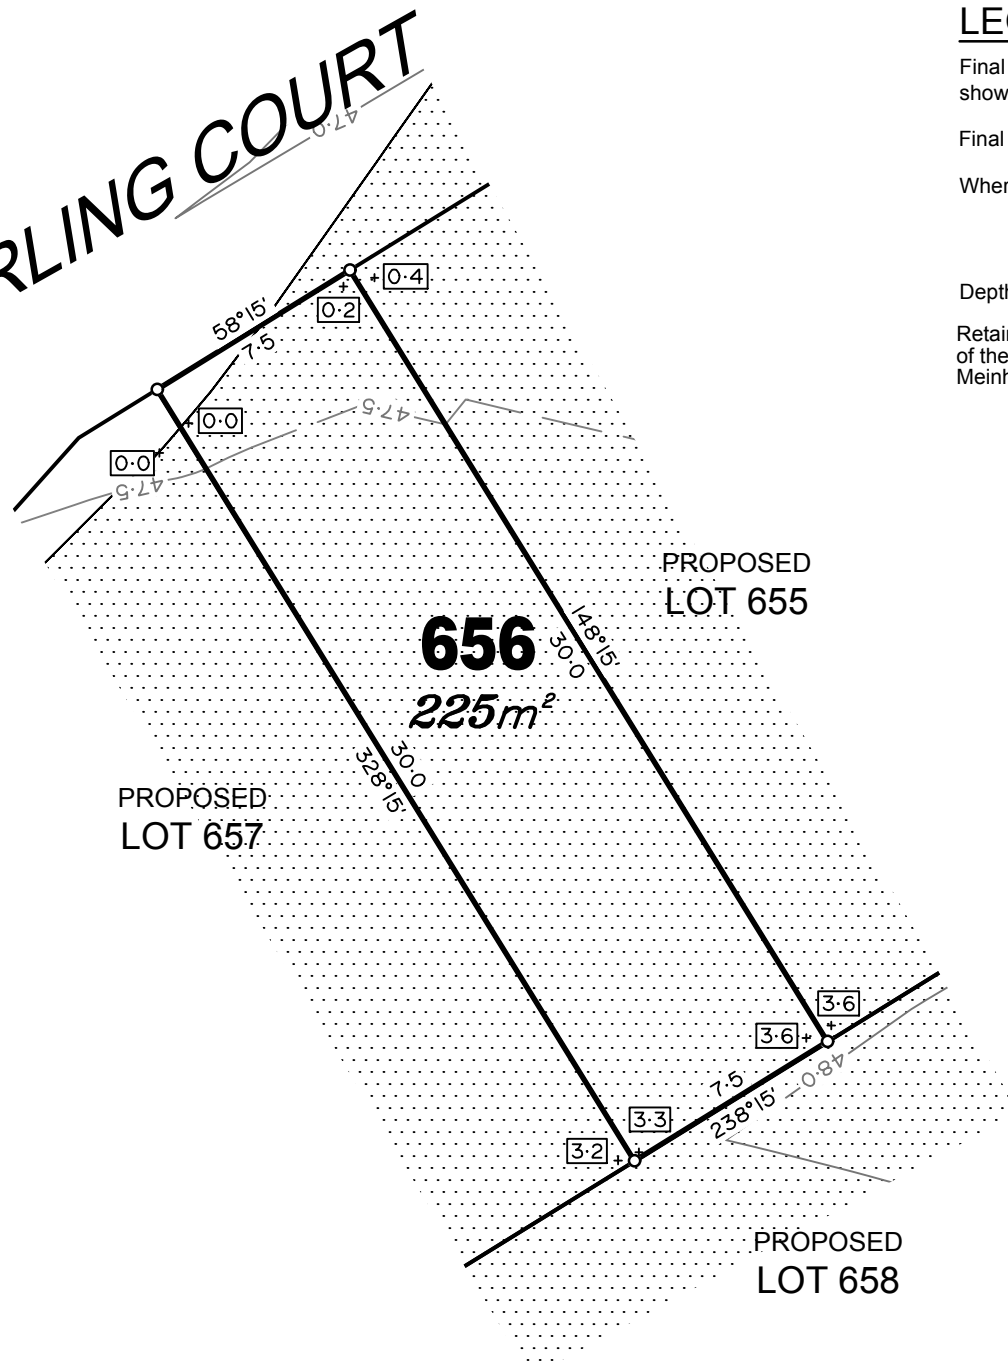 RLING COURT
47·0
58°15'
7·5
0·4
0·2
0·0
0·0
47·5
47·5
PROPOSED
LOT 655
656
225m²
148°15'
30·0
30·0
328°15'
PROPOSED
LOT 657
3·6
3·6
48·0
7·5
238°15'
3·3
3·2
PROPOSED
LOT 658
Final
show
Final
When
Depth
Retain
of the
Meinh